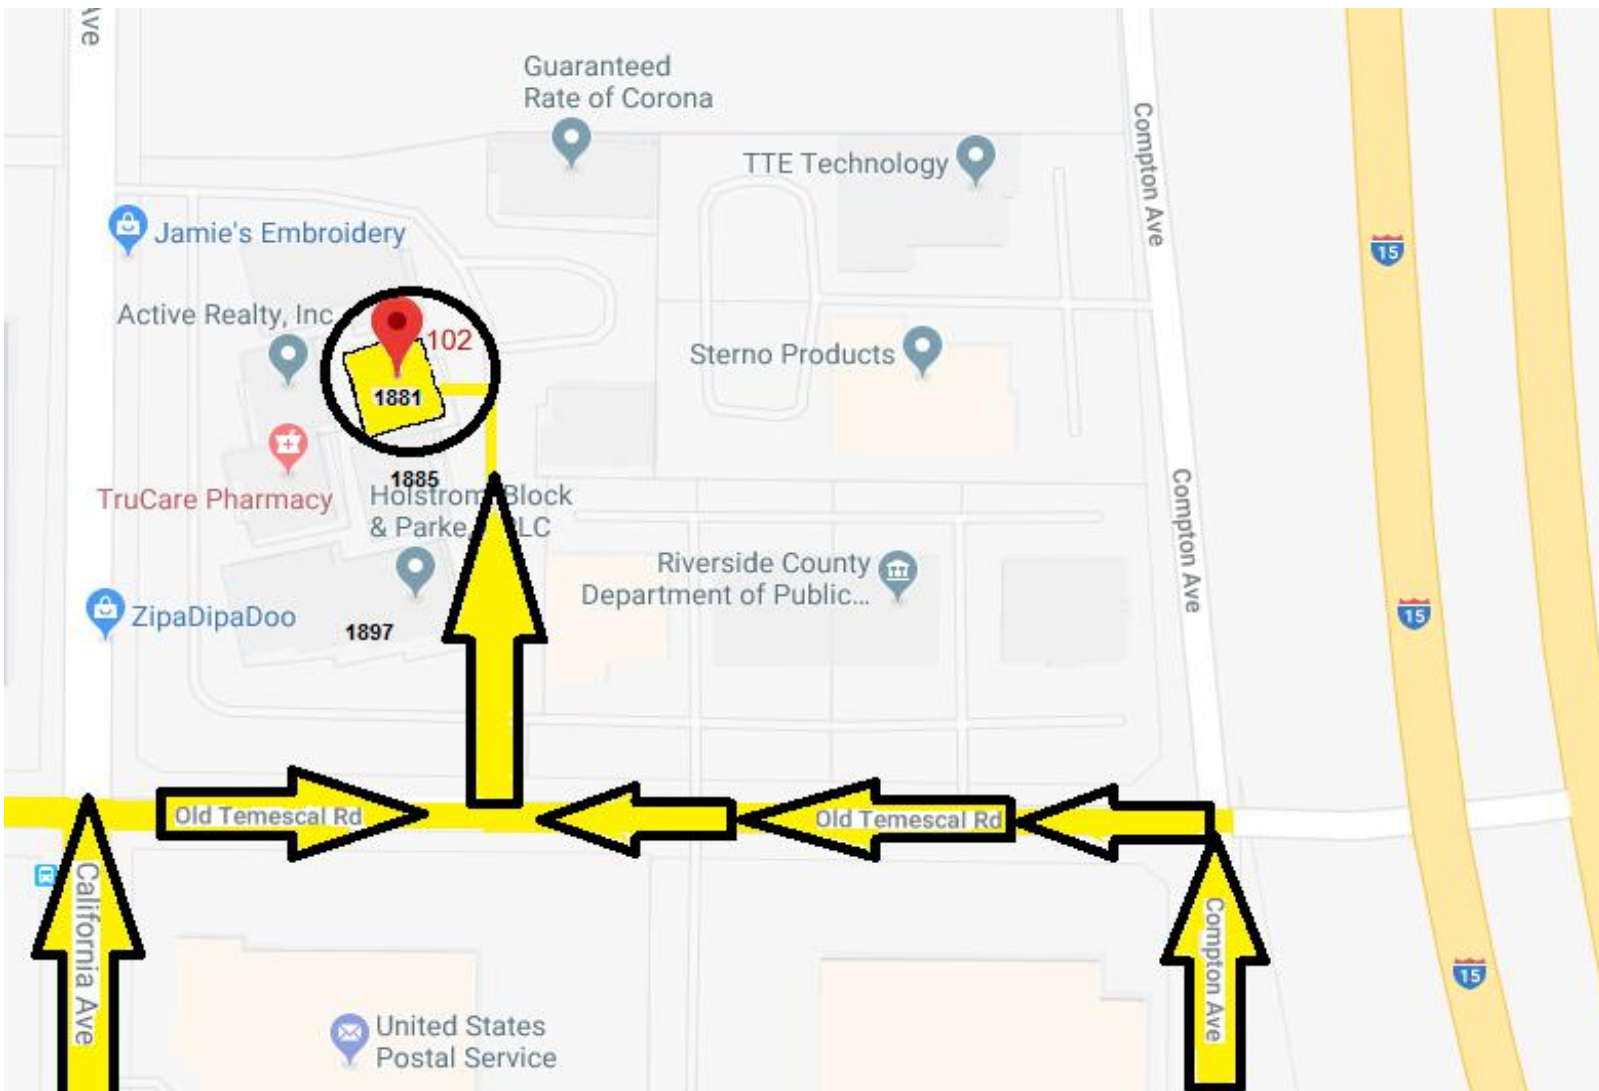 Ave
Guaranteed
Rate of Corona
TTE Technology
Compton Ave
Jamie's Embroidery
15
Active Realty, Inc
102
Sterno Products
1881
1885
TruCare Pharmacy
Holstrom, Block
& Parke, PLC
Compton Ave
Riverside County
Department of Public...
ZipaDipaDoo
1897
15
Old Temescal Rd
Old Temescal Rd
California Ave
Compton Ave
15
United States
Postal Service